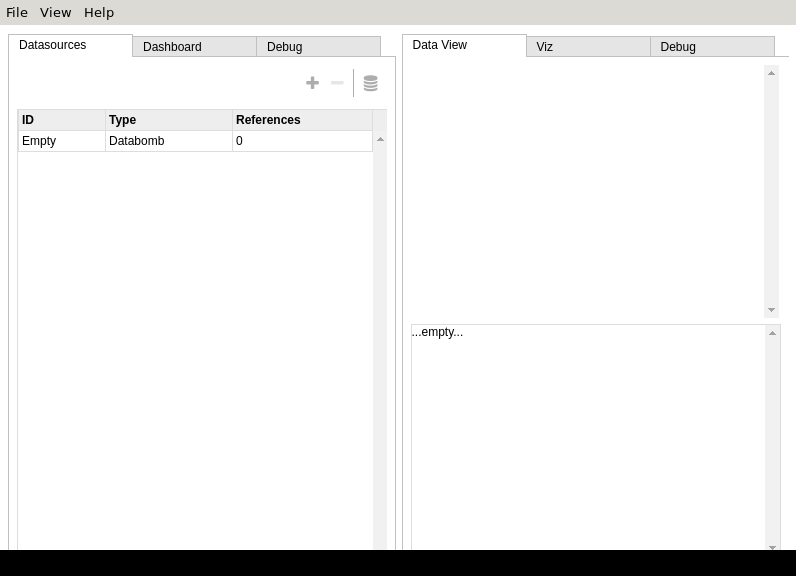 File View Help
Datasources Dashboard Debug
Data View Viz Debug
ID Type References
Empty Databomb 0
...empty...